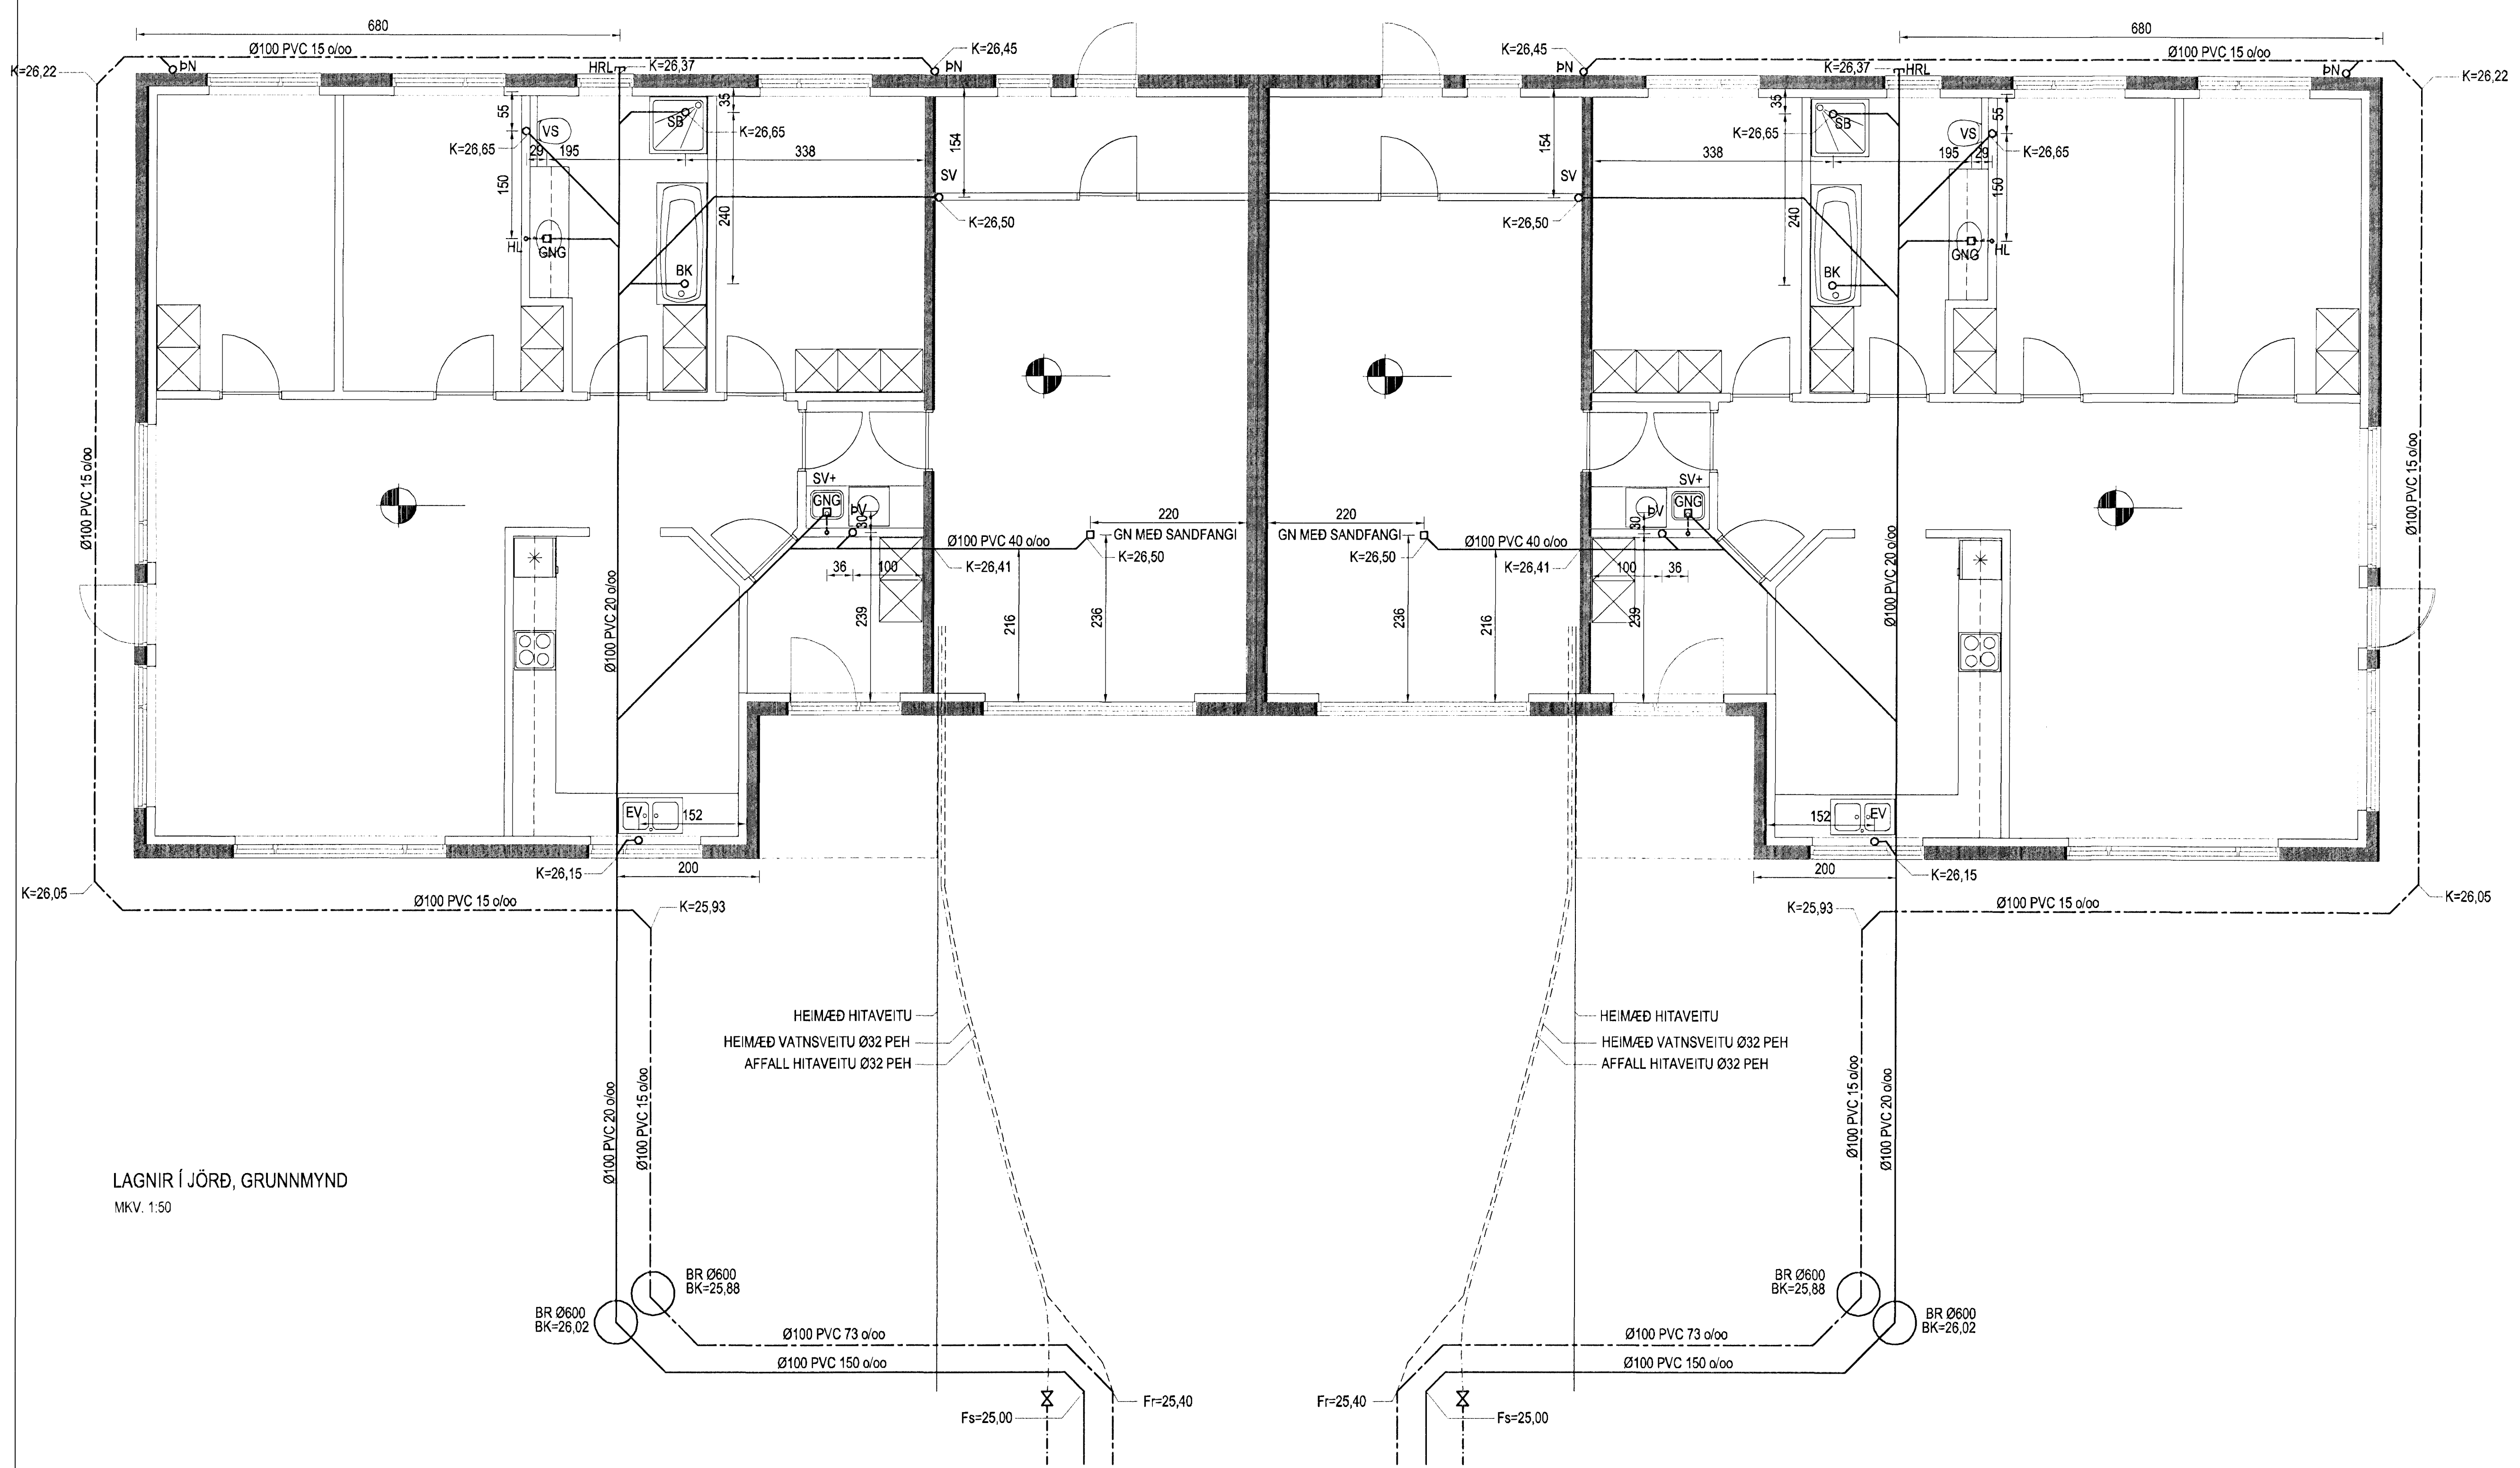 680
680
Ø100 PVC 15 o/oo
Ø100 PVC 15 o/oo
K=26,45
K=26,45
K=26,22
ÞN
HRL
K=26,37
ÞN
ÞN
K=26,37
HRL
ÞN
K=26,22
55
VS
35
SB
K=26,65
K=26,65
29
195
338
154
154
338
35
SB
K=26,65
VS
55
K=26,65
195
29
150
SV
SV
150
240
K=26,50
K=26,50
240
HL
GNG
BK
BK
GNG
HL
Ø100 PVC 15 o/oo
Ø100 PVC 15 o/oo
SV+
GNG
ÞV
30
SV+
GNG
ÞV
30
220
GN MEÐ SANDFANGI
220
GN MEÐ SANDFANGI
Ø100 PVC 40 o/oo
K=26,50
K=26,50
Ø100 PVC 40 o/oo
K=26,41
K=26,41
36
100
100
36
239
216
236
236
216
239
Ø100 PVC 20 o/oo
Ø100 PVC 20 o/oo
EV
152
152
EV
K=26,15
200
200
K=26,15
K=26,05
Ø100 PVC 15 o/oo
K=25,93
K=25,93
Ø100 PVC 15 o/oo
K=26,05
HEIMÆÐ HITAVEITU
HEIMÆÐ VATNSVEITU Ø32 PEH
AFFALL HITAVEITU Ø32 PEH
HEIMÆÐ HITAVEITU
HEIMÆÐ VATNSVEITU Ø32 PEH
AFFALL HITAVEITU Ø32 PEH
Ø100 PVC 20 o/oo
Ø100 PVC 15 o/oo
Ø100 PVC 15 o/oo
Ø100 PVC 20 o/oo
LAGNIR Í JÖRÐ, GRUNNMYND
MKV. 1:50
BR Ø600
BK=25,88
BR Ø600
BK=26,02
BR Ø600
BK=25,88
BR Ø600
BK=26,02
Ø100 PVC 73 o/oo
Ø100 PVC 73 o/oo
Ø100 PVC 150 o/oo
Ø100 PVC 150 o/oo
Fr=25,40
Fr=25,40
Fs=25,00
Fs=25,00